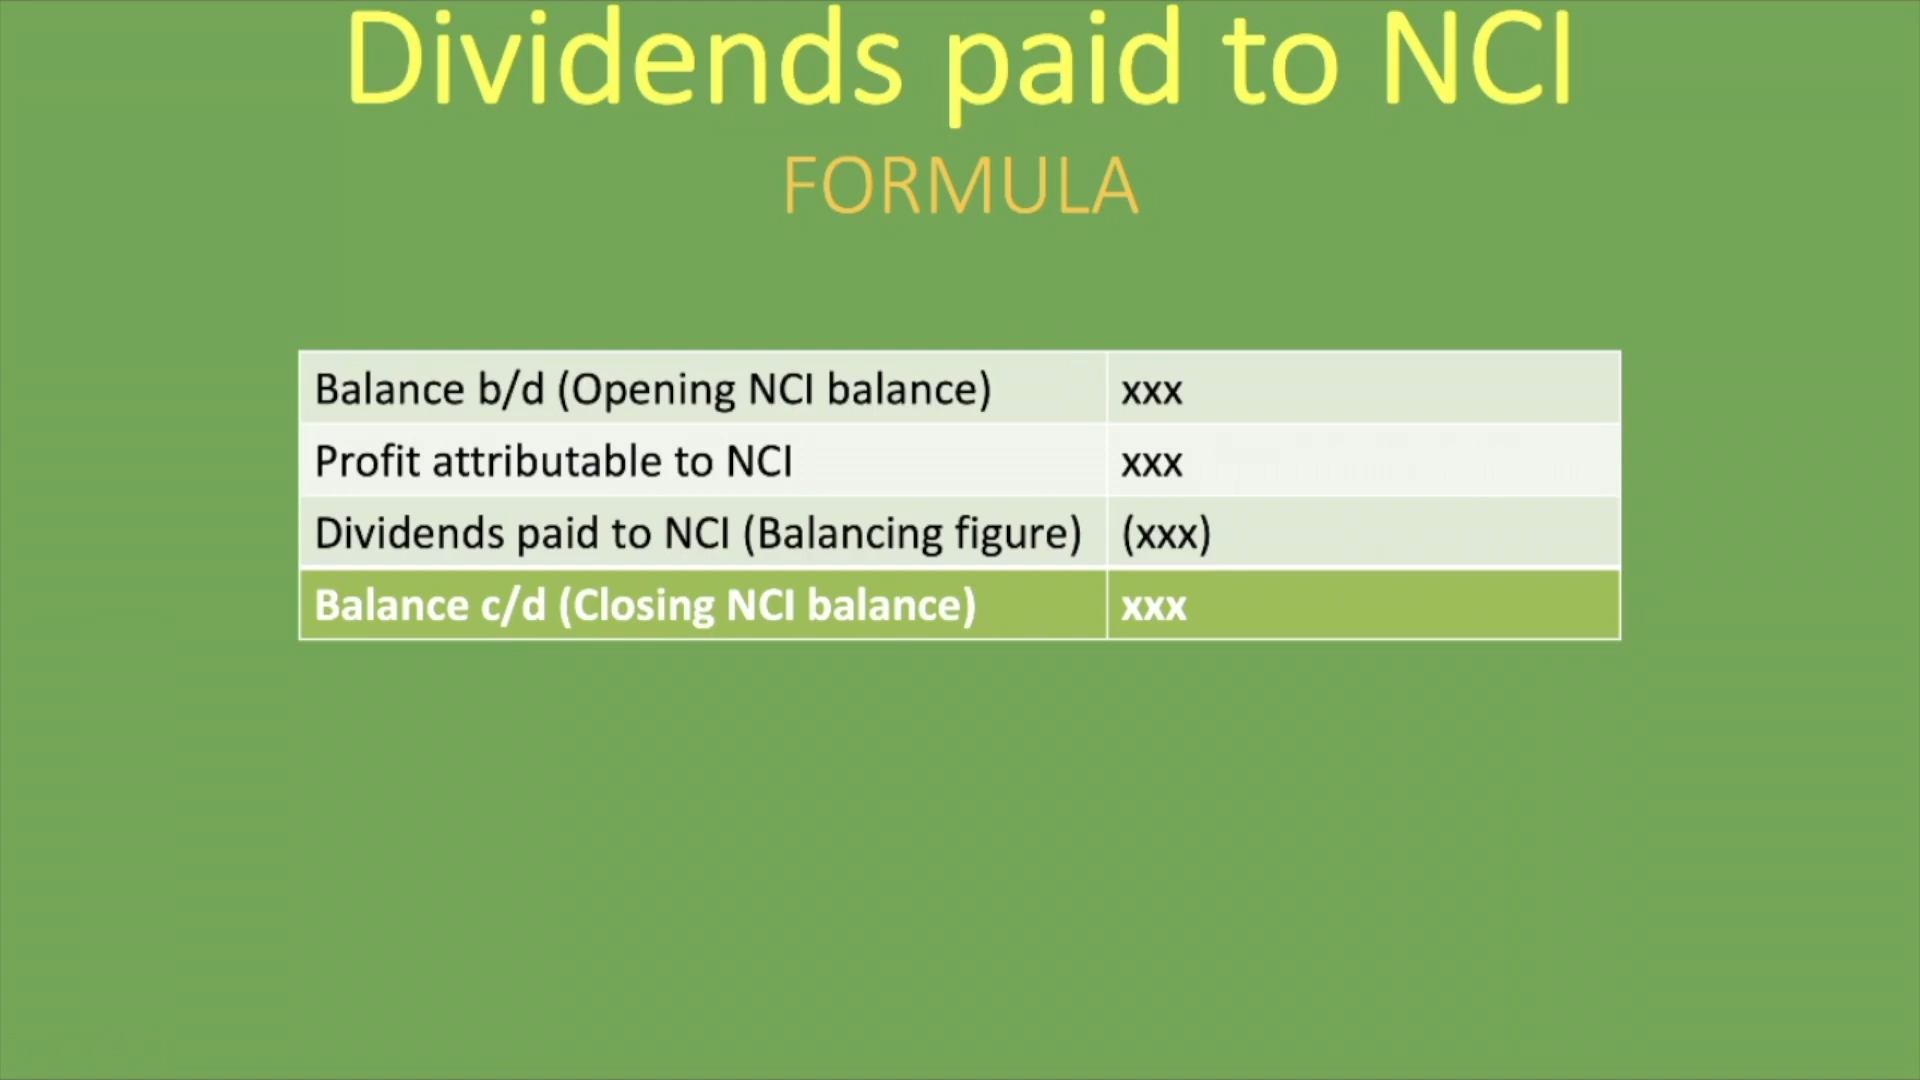 Dividends paid to NCI
FORMULA
Balance b/d (Opening NCI balance) xxx
Profit attributable to NCI xxx
Dividends paid to NCI (Balancing figure) (xxx)
Balance c/d (Closing NCI balance) xxx